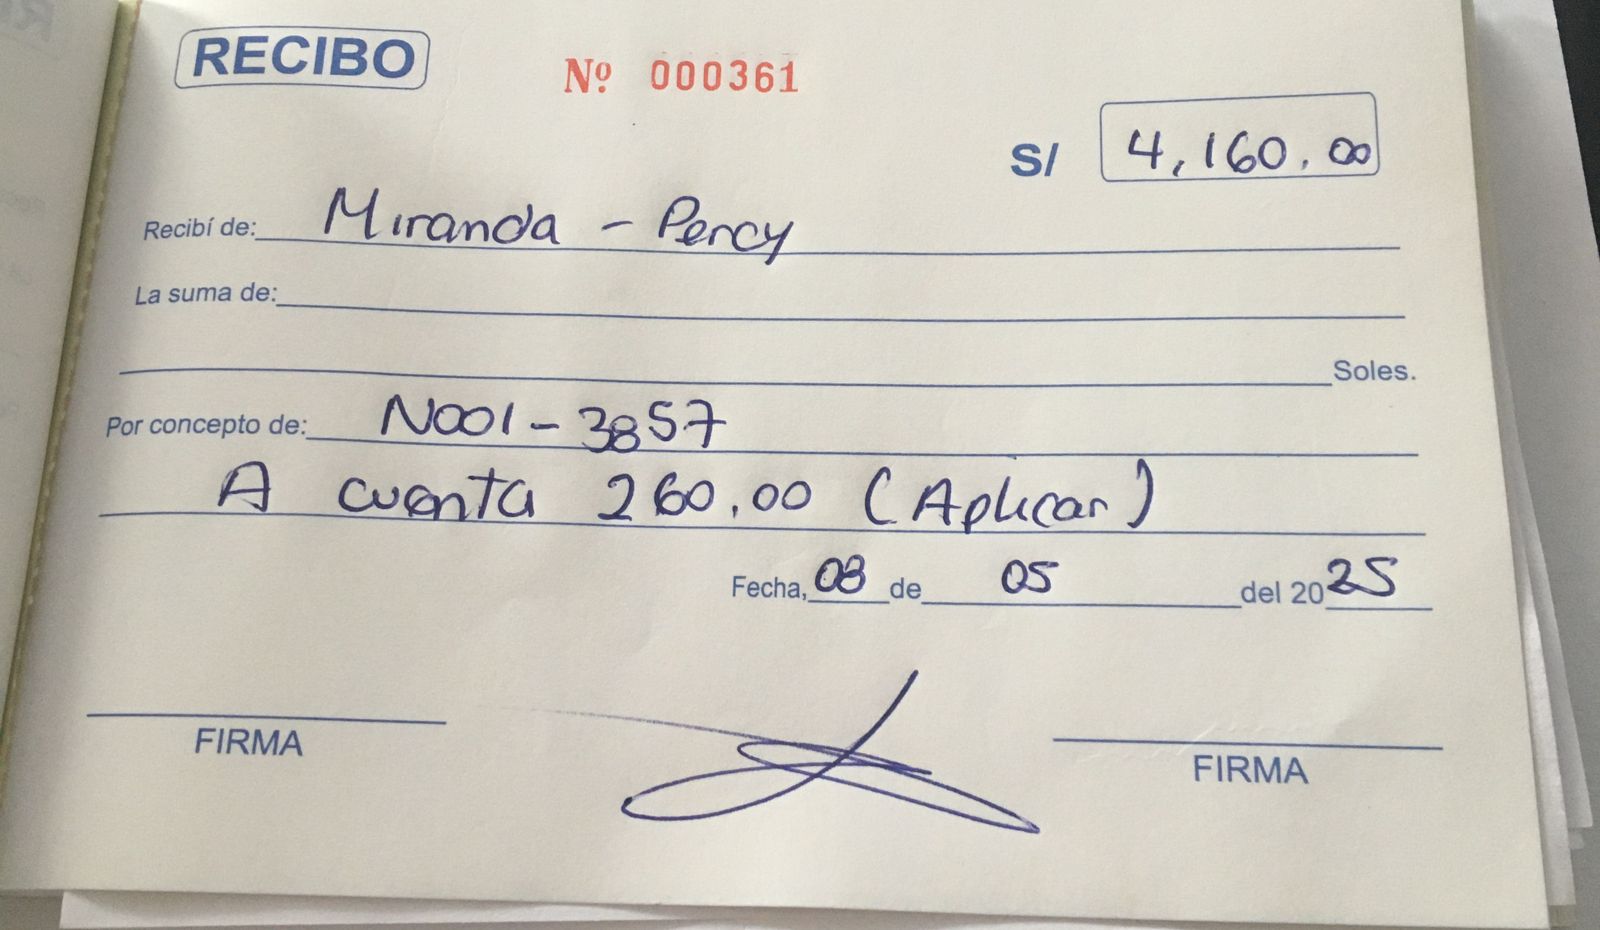 RECIBO
Nº 000361
S/ 4,160.00
Recibí de: Miranda - Percy
La suma de:
Soles.
Por concepto de: N001-3857
A cuenta 260.00 (Aplicar)
Fecha, 08 de 05 del 2025
FIRMA FIRMA